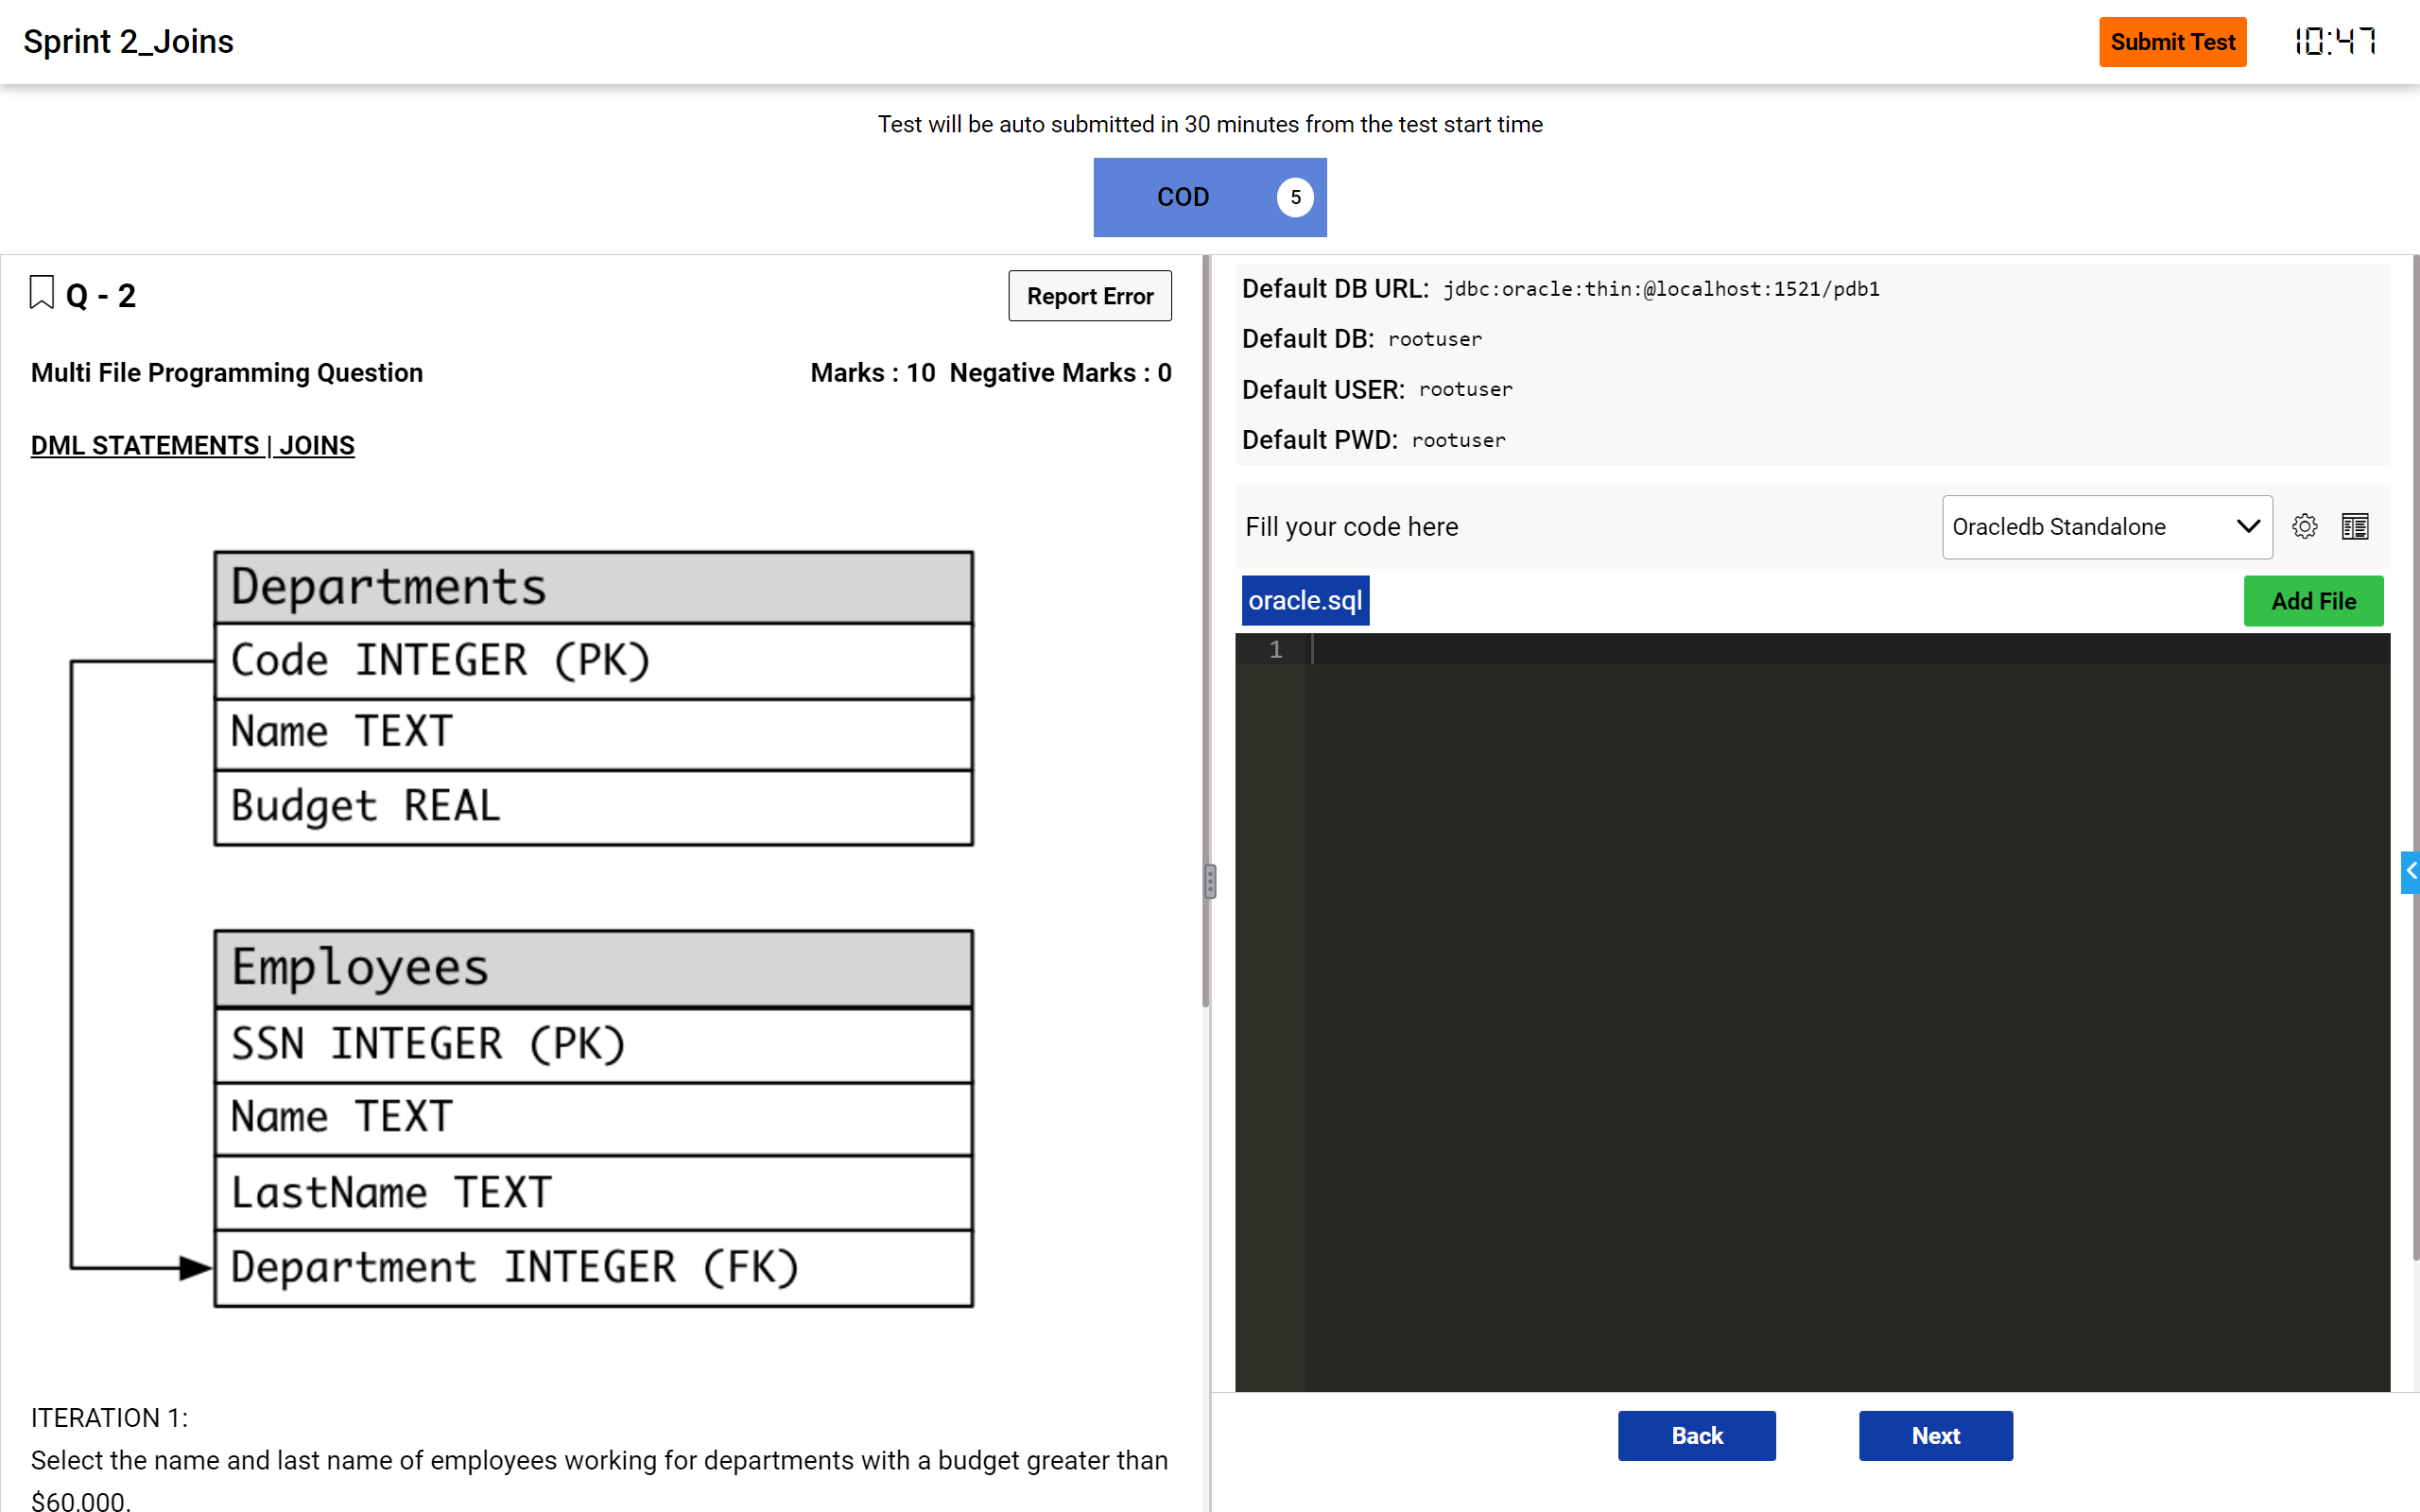 Sprint 2_Joins
Submit Test
10:47
Test will be auto submitted in 30 minutes from the test start time
COD
5
Q - 2
Report Error
Multi File Programming Question
Marks : 10 Negative Marks : 0
DML STATEMENTS | JOINS
Departments
Code INTEGER (PK)
Name TEXT
Budget REAL
Employees
SSN INTEGER (PK)
Name TEXT
LastName TEXT
Department INTEGER (FK)
ITERATION 1:
Select the name and last name of employees working for departments with a budget greater than
$60,000.
Default DB URL: jdbc:oracle:thin:@localhost:1521/pdb1
Default DB: rootuser
Default USER: rootuser
Default PWD: rootuser
Fill your code here
Oracledb Standalone
oracle.sql
Add File
1
Back
Next